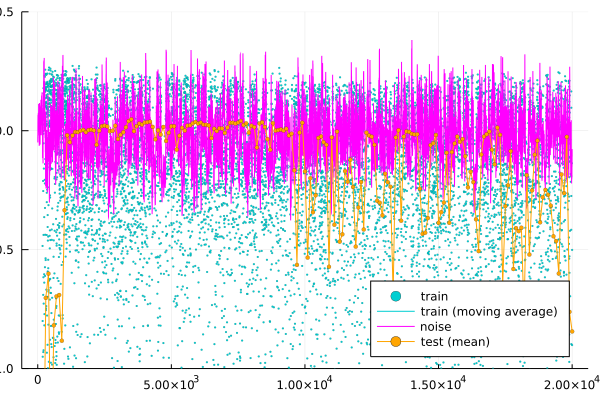 0.5
0.0
0.5
1.0
0
5.00×10³
1.00×10⁴
1.50×10⁴
2.00×10⁴
train
train (moving average)
noise
test (mean)